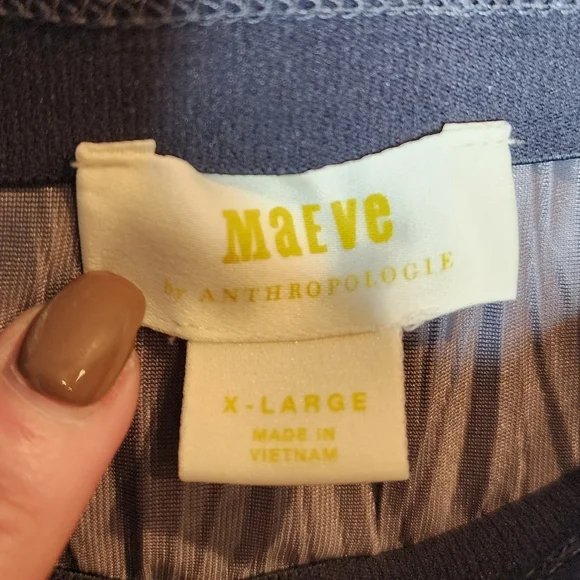 MaEVe
by ANTHROPOLOGIE
X-LARGE
MADE IN
VIETNAM